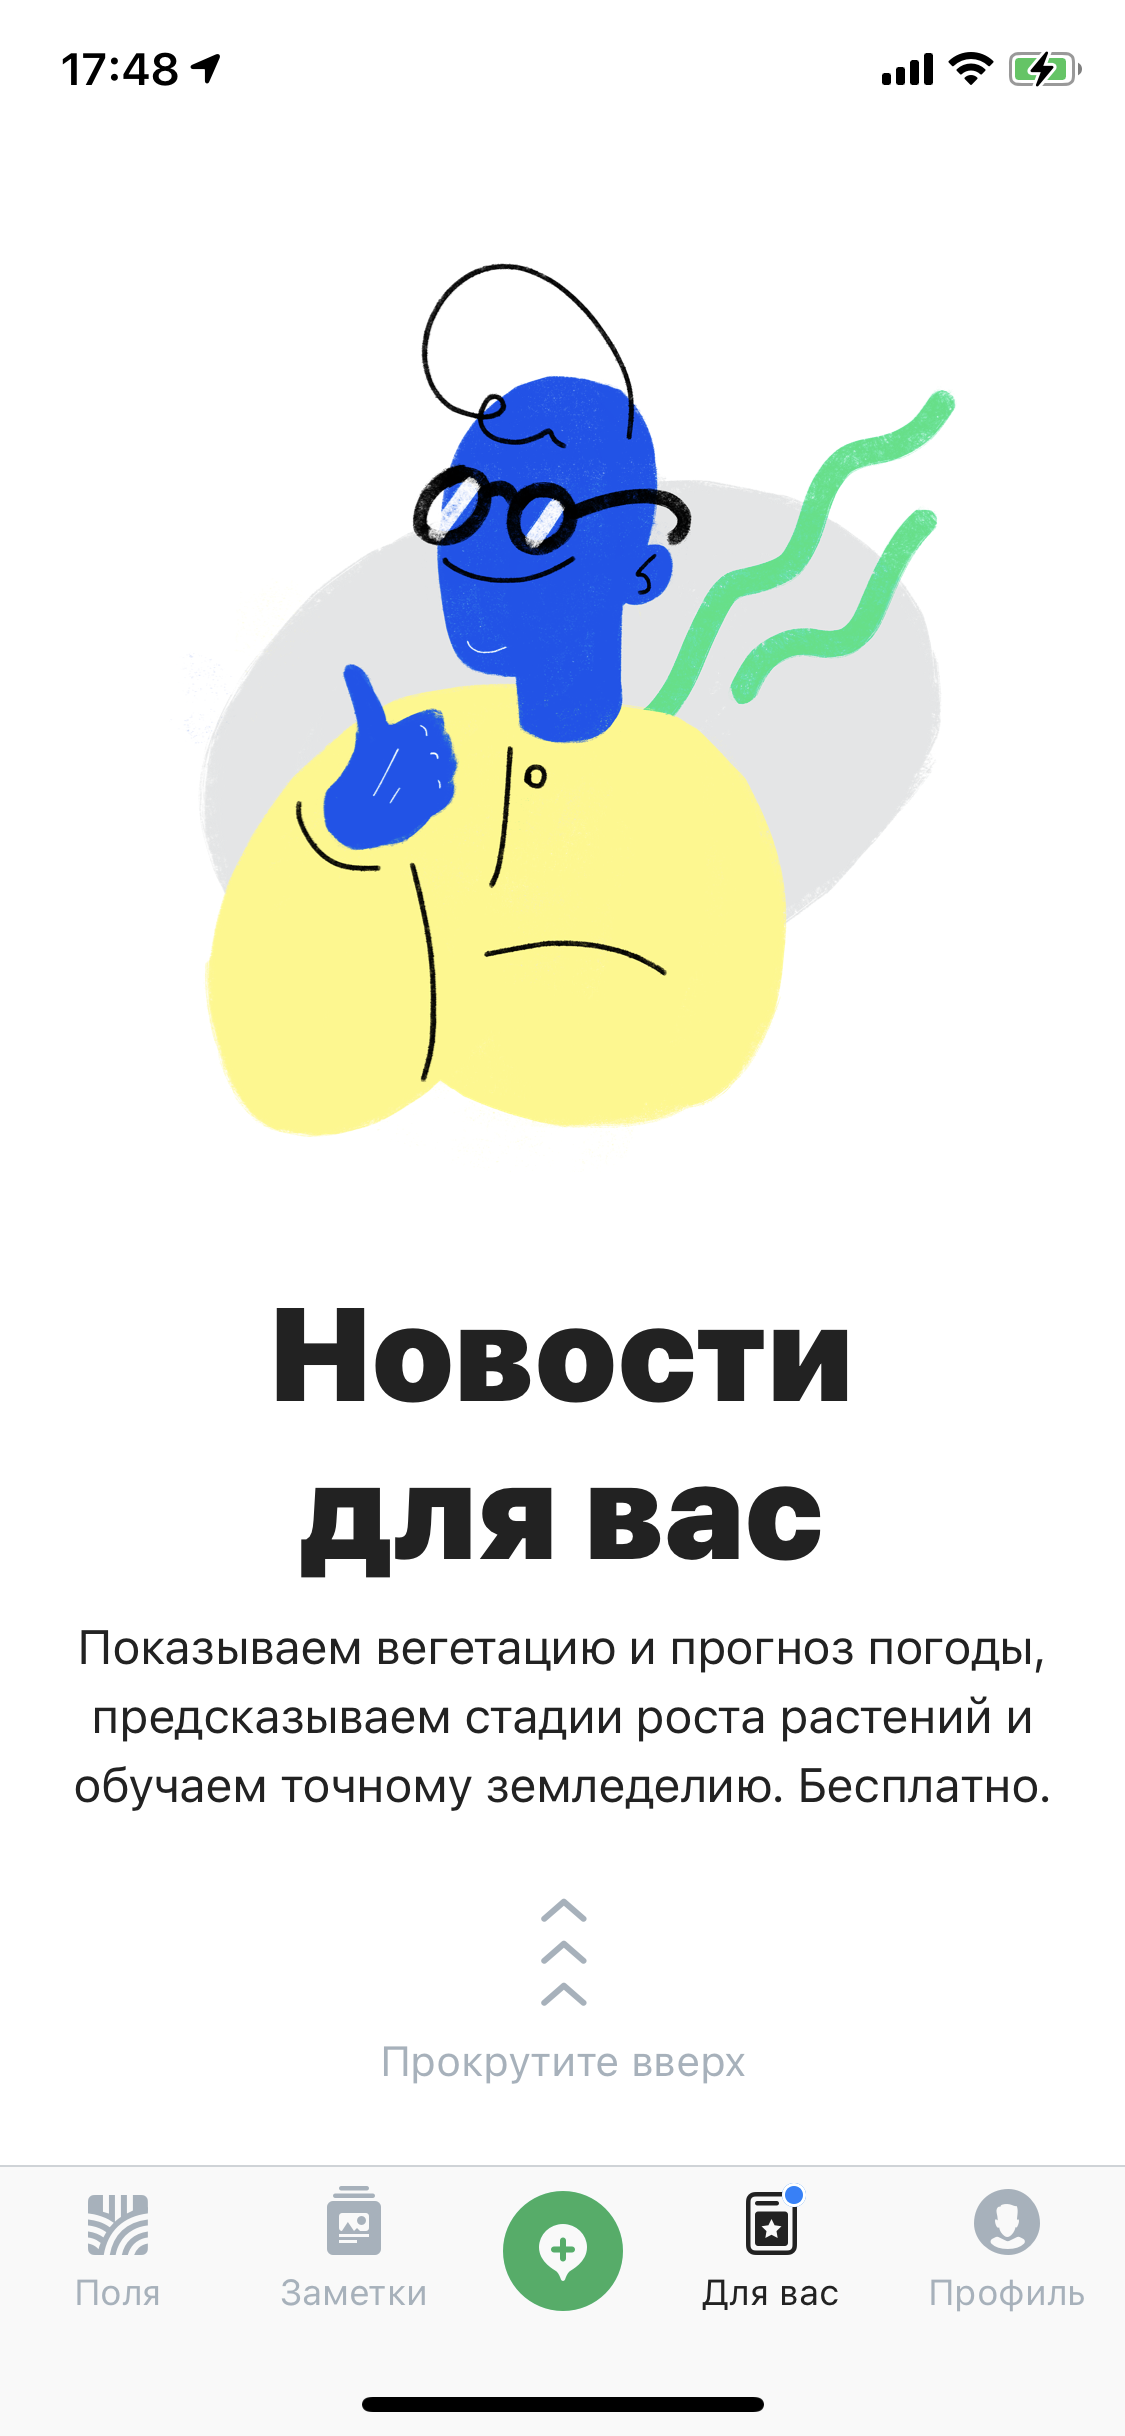 17:48
Новости
для вас
Показываем вегетацию и прогноз погоды,
предсказываем стадии роста растений и
обучаем точному земледелию. Бесплатно.
Прокрутите вверх
Поля
Заметки
Для вас
Профиль